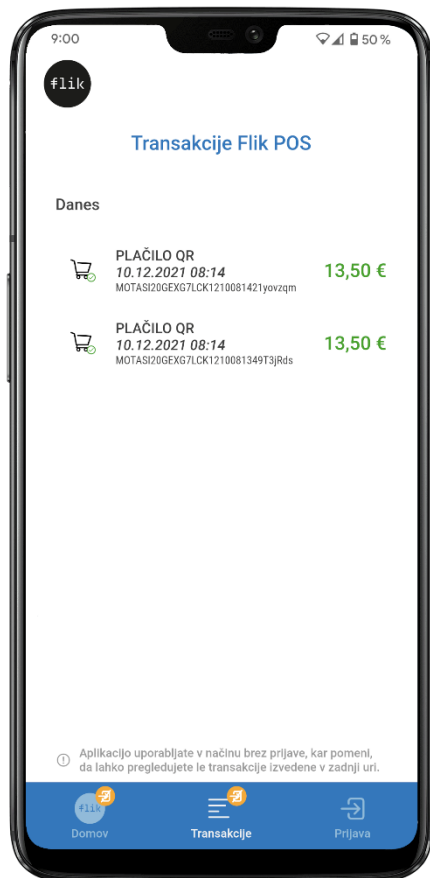 9:00
50 %
flik
Transakcije Flik POS
Danes
PLAČILO QR
10.12.2021 08:14
MOTASI20GEXG7LCK1210081421yovzqm
13,50 €
PLAČILO QR
10.12.2021 08:14
MOTASI20GEXG7LCK1210081349T3jRds
13,50 €
Aplikacijo uporabljate v načinu brez prijave, kar pomeni,
da lahko pregledujete le transakcije izvedene v zadnji uri.
flik
Domov
Transakcije
Prijava